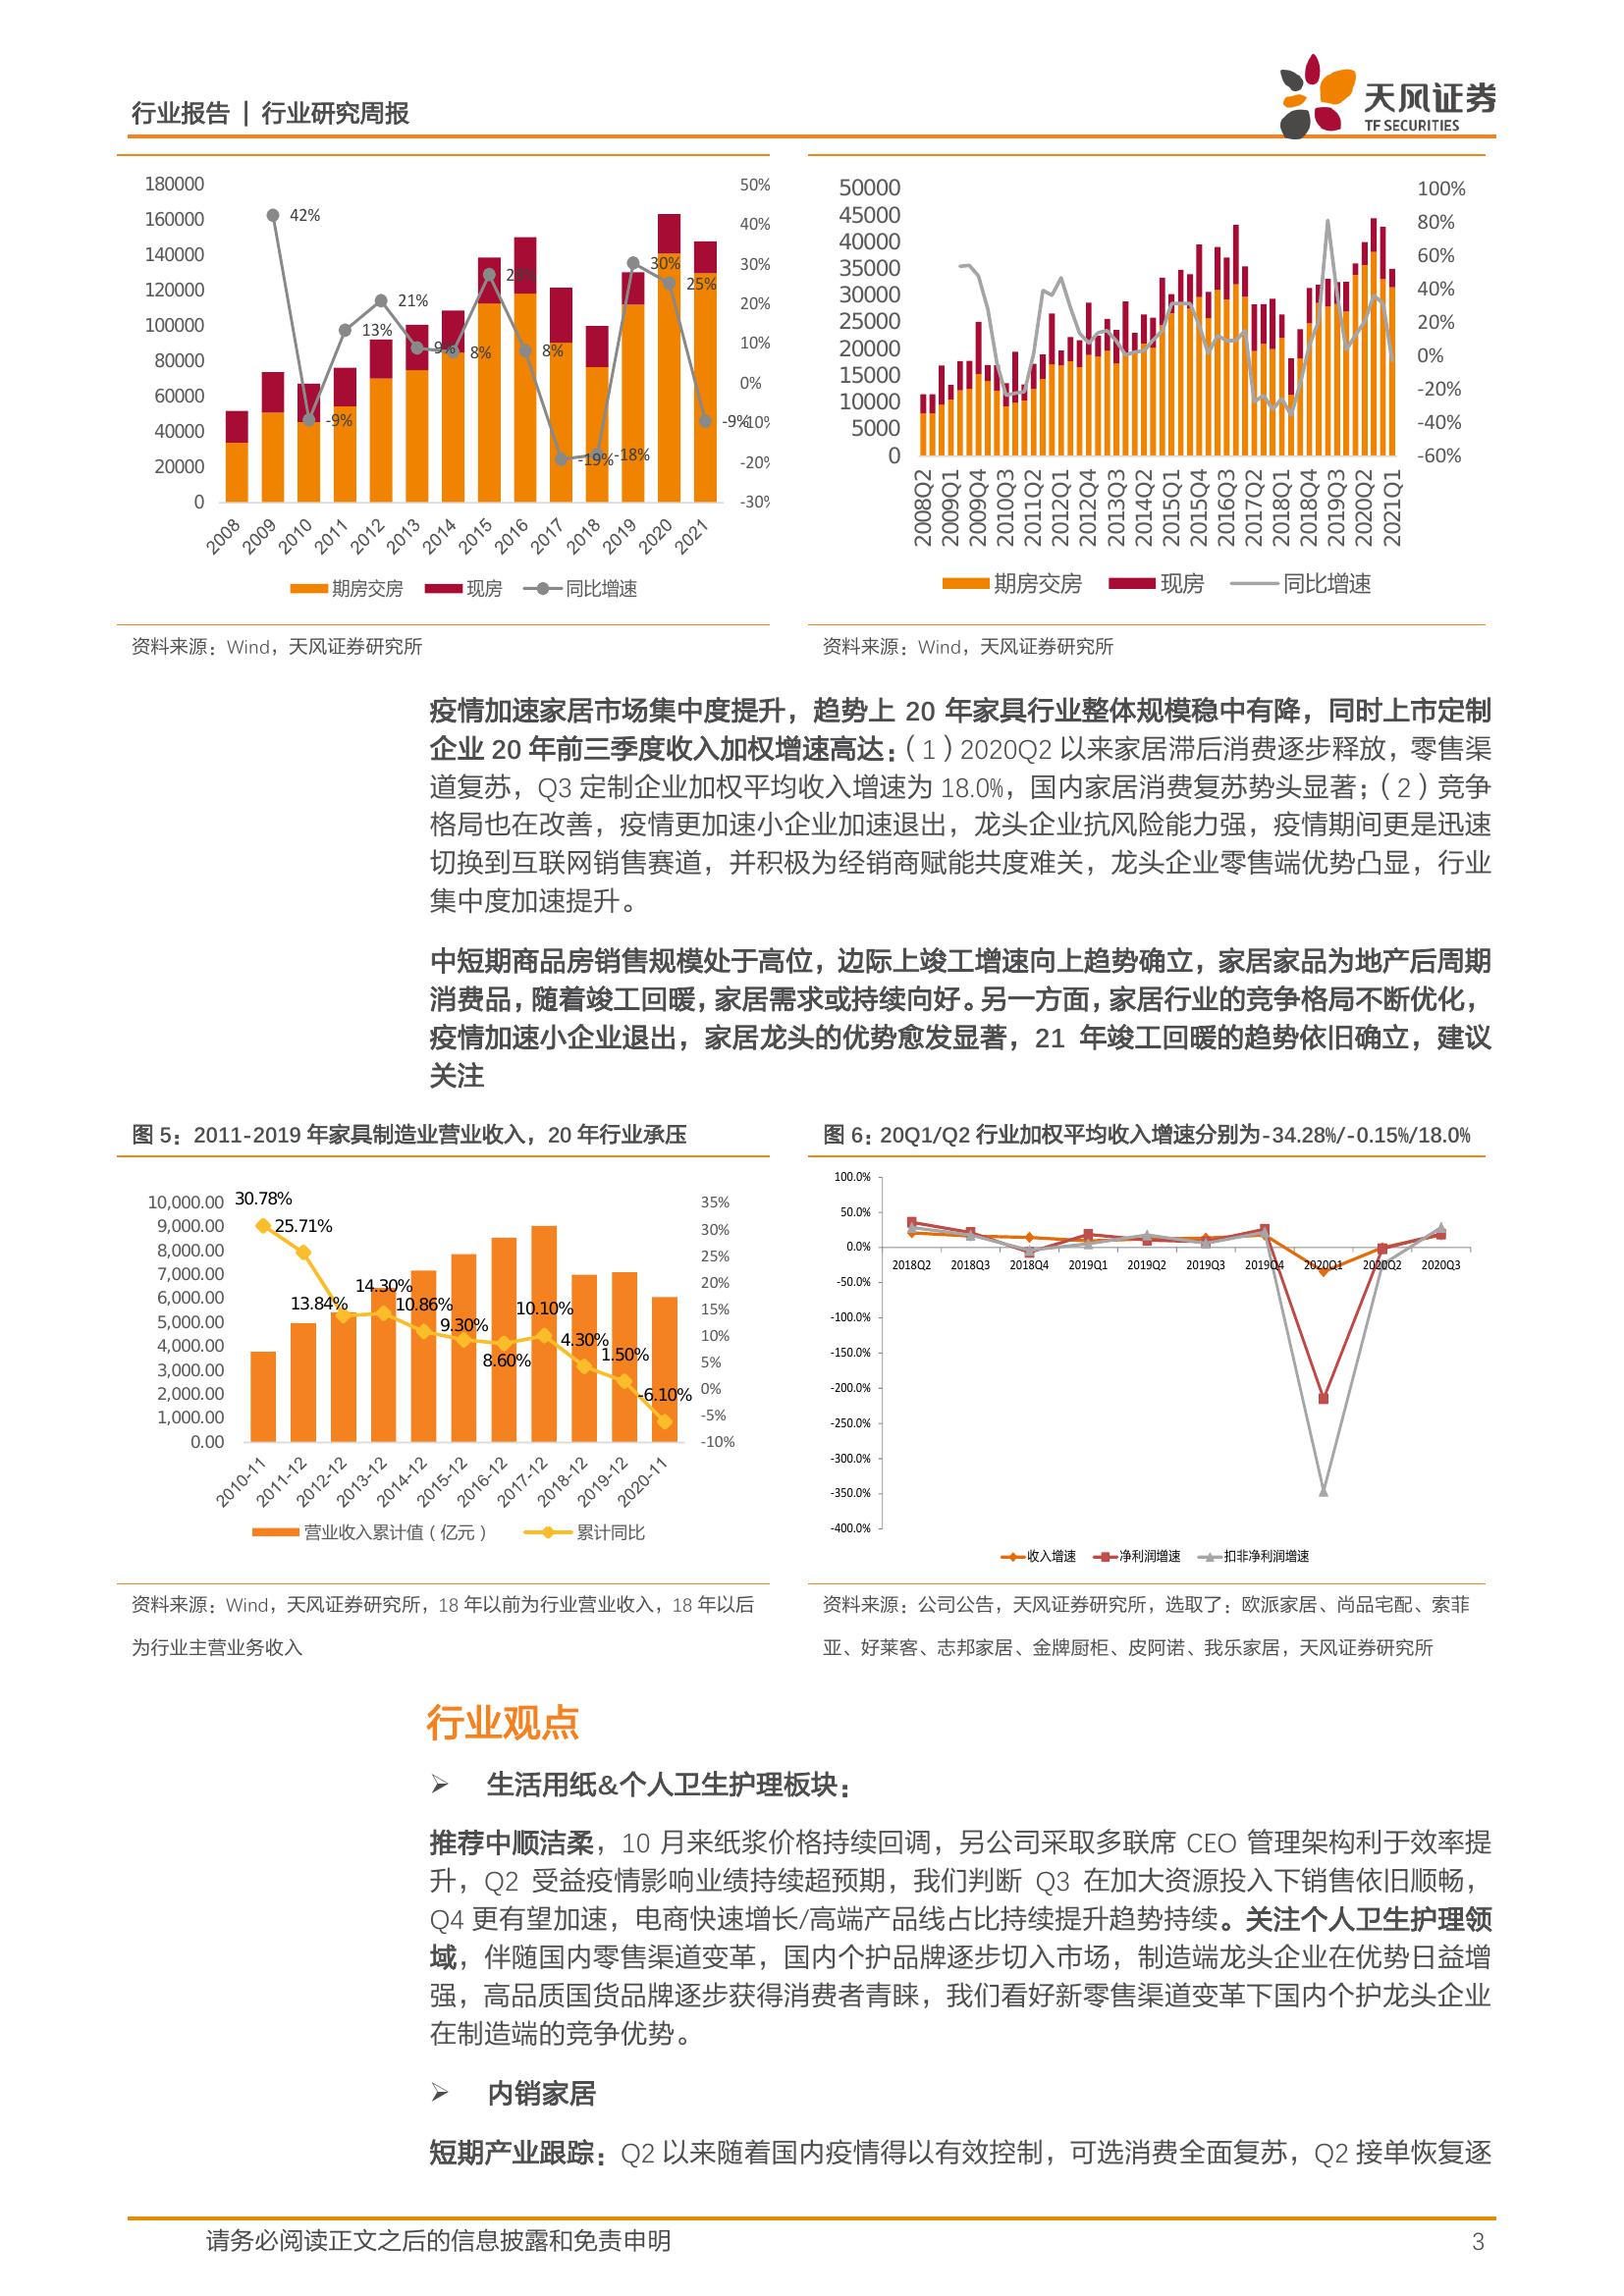 行业报告 | 行业研究周报
天风证券
TF SECURITIES
180000
160000
140000
120000
100000
80000
60000
40000
20000
0
50%
40%
30%
20%
10%
0%
-10%
-20%
-30%
42%
-9%
13%
21%
9%
8%
8%
-19%
-18%
30%
25%
-9%
2008 2009 2010 2011 2012 2013 2014 2015 2016 2017 2018 2019 2020 2021
期房交房 现房 同比增速
资料来源：Wind，天风证券研究所
50000
45000
40000
35000
30000
25000
20000
15000
10000
5000
0
100%
80%
60%
40%
20%
0%
-20%
-40%
-60%
2008Q2 2009Q1 2009Q4 2010Q3 2011Q2 2012Q1 2012Q4 2013Q3 2014Q2 2015Q1 2015Q4 2016Q3 2017Q2 2018Q1 2018Q4 2019Q3 2020Q2 2021Q1
期房交房 现房 同比增速
资料来源：Wind，天风证券研究所
疫情加速家居市场集中度提升，趋势上 20 年家具行业整体规模稳中有降，同时上市定制
企业 20 年前三季度收入加权增速高达：（1）2020Q2 以来家居滞后消费逐步释放，零售渠
道复苏，Q3 定制企业加权平均收入增速为 18.0%，国内家居消费复苏势头显著；（2）竞争
格局也在改善，疫情更加速小企业加速退出，龙头企业抗风险能力强，疫情期间更是迅速
切换到互联网销售赛道，并积极为经销商赋能共度难关，龙头企业零售端优势凸显，行业
集中度加速提升。
中短期商品房销售规模处于高位，边际上竣工增速向上趋势确立，家居家品为地产后周期
消费品，随着竣工回暖，家居需求或持续向好。另一方面，家居行业的竞争格局不断优化，
疫情加速小企业退出，家居龙头的优势愈发显著，21 年竣工回暖的趋势依旧确立，建议
关注
图 5：2011-2019 年家具制造业营业收入，20 年行业承压
10,000.00
9,000.00
8,000.00
7,000.00
6,000.00
5,000.00
4,000.00
3,000.00
2,000.00
1,000.00
0.00
35%
30%
25%
20%
15%
10%
5%
0%
-5%
-10%
30.78%
25.71%
13.84%
14.30%
10.86%
9.30%
8.60%
10.10%
4.30%
1.50%
-6.10%
2010-11 2011-12 2012-12 2013-12 2014-12 2015-12 2016-12 2017-12 2018-12 2019-12 2020-11
营业收入累计值（亿元） 累计同比
资料来源：Wind，天风证券研究所，18 年以前为行业营业收入，18 年以后
为行业主营业务收入
图 6：20Q1/Q2 行业加权平均收入增速分别为-34.28%/-0.15%/18.0%
100.0%
50.0%
0.0%
-50.0%
-100.0%
-150.0%
-200.0%
-250.0%
-300.0%
-350.0%
-400.0%
2018Q2 2018Q3 2018Q4 2019Q1 2019Q2 2019Q3 2019Q4 2020Q1 2020Q2 2020Q3
收入增速 净利润增速 扣非净利润增速
资料来源：公司公告，天风证券研究所，选取了：欧派家居、尚品宅配、索菲
亚、好莱客、志邦家居、金牌厨柜、皮阿诺、我乐家居，天风证券研究所
行业观点
➢ 生活用纸&个人卫生护理板块：
推荐中顺洁柔，10 月来纸浆价格持续回调，另公司采取多联席 CEO 管理架构利于效率提
升，Q2 受益疫情影响业绩持续超预期，我们判断 Q3 在加大资源投入下销售依旧顺畅，
Q4 更有望加速，电商快速增长/高端产品线占比持续提升趋势持续。关注个人卫生护理领
域，伴随国内零售渠道变革，国内个护品牌逐步切入市场，制造端龙头企业在优势日益增
强，高品质国货品牌逐步获得消费者青睐，我们看好新零售渠道变革下国内个护龙头企业
在制造端的竞争优势。
➢ 内销家居
短期产业跟踪：Q2 以来随着国内疫情得以有效控制，可选消费全面复苏，Q2 接单恢复逐
请务必阅读正文之后的信息披露和免责申明
3